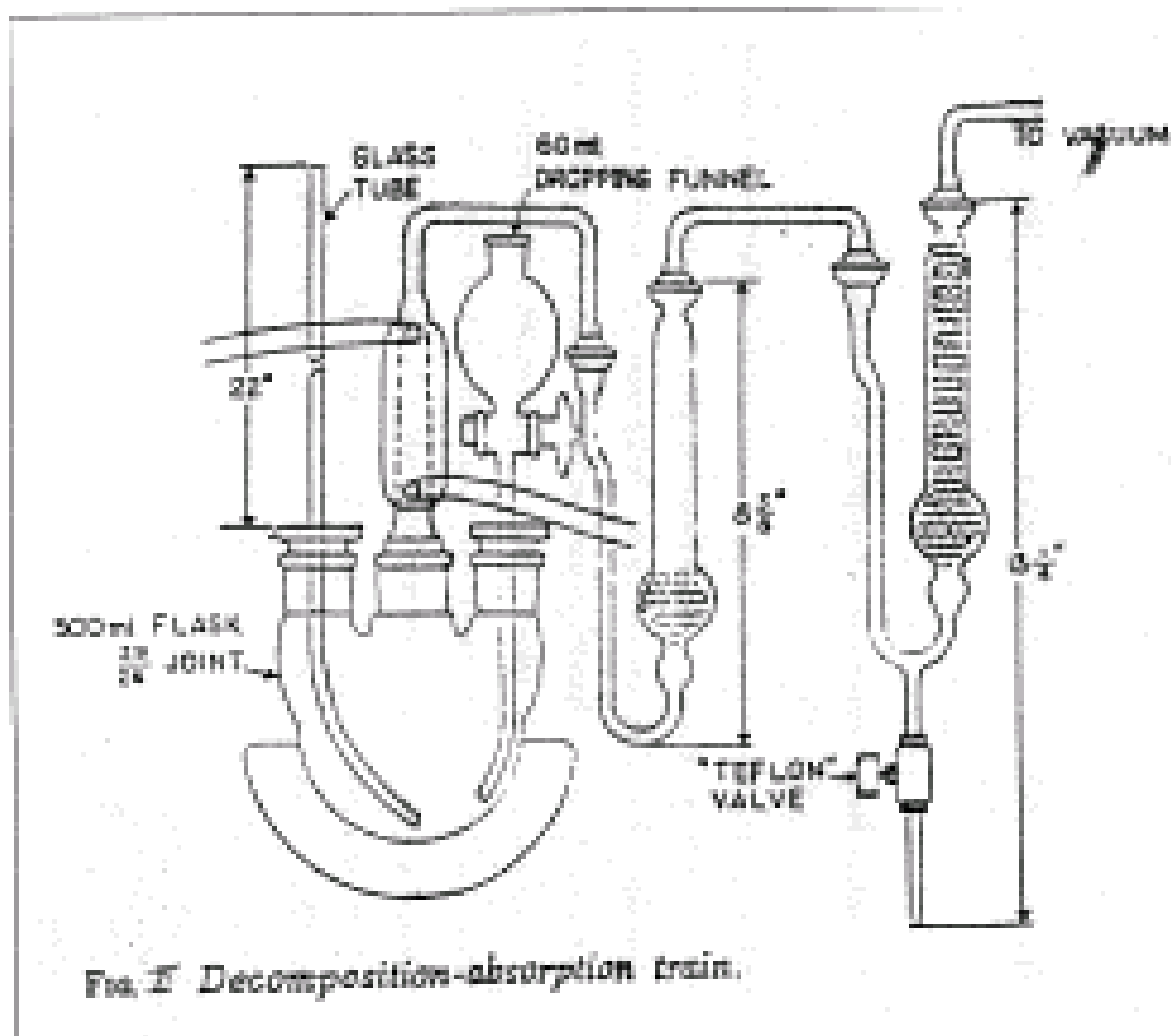 GLASS
TUBE
60 ml
DROPPING FUNNEL
TO VACUUM
22"
500 ml FLASK
JOINT
"TEFLON"
VALVE
Decomposition-absorption train.